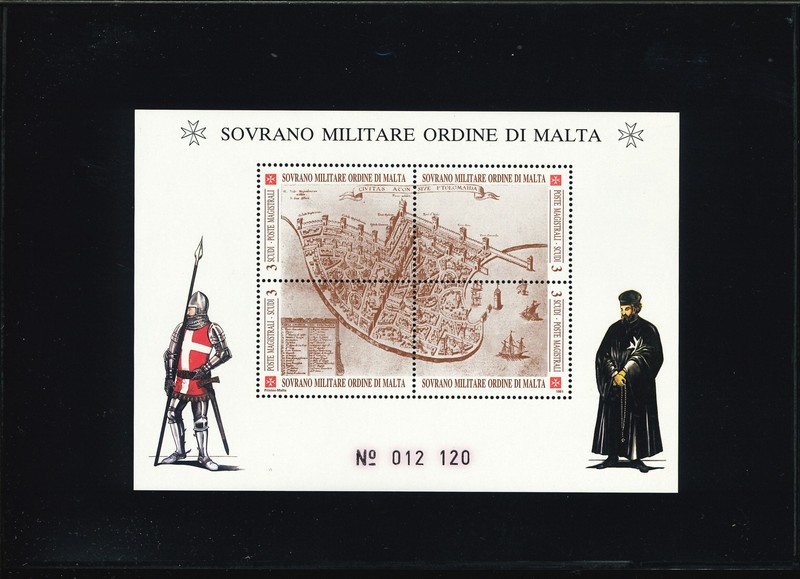 SOVRANO MILITARE ORDINE DI MALTA
SOVRANO MILITARE ORDINE DI MALTA
SOVRANO MILITARE ORDINE DI MALTA
3 SCUDI - POSTE MAGISTRALI
POSTE MAGISTRALI - SCUDI 3
CIVITAS ACON SIVE PTOLOMAIDA
POSTE MAGISTRALI - SCUDI 3
3 SCUDI - POSTE MAGISTRALI
SOVRANO MILITARE ORDINE DI MALTA
SOVRANO MILITARE ORDINE DI MALTA
1987
Nº 012 120